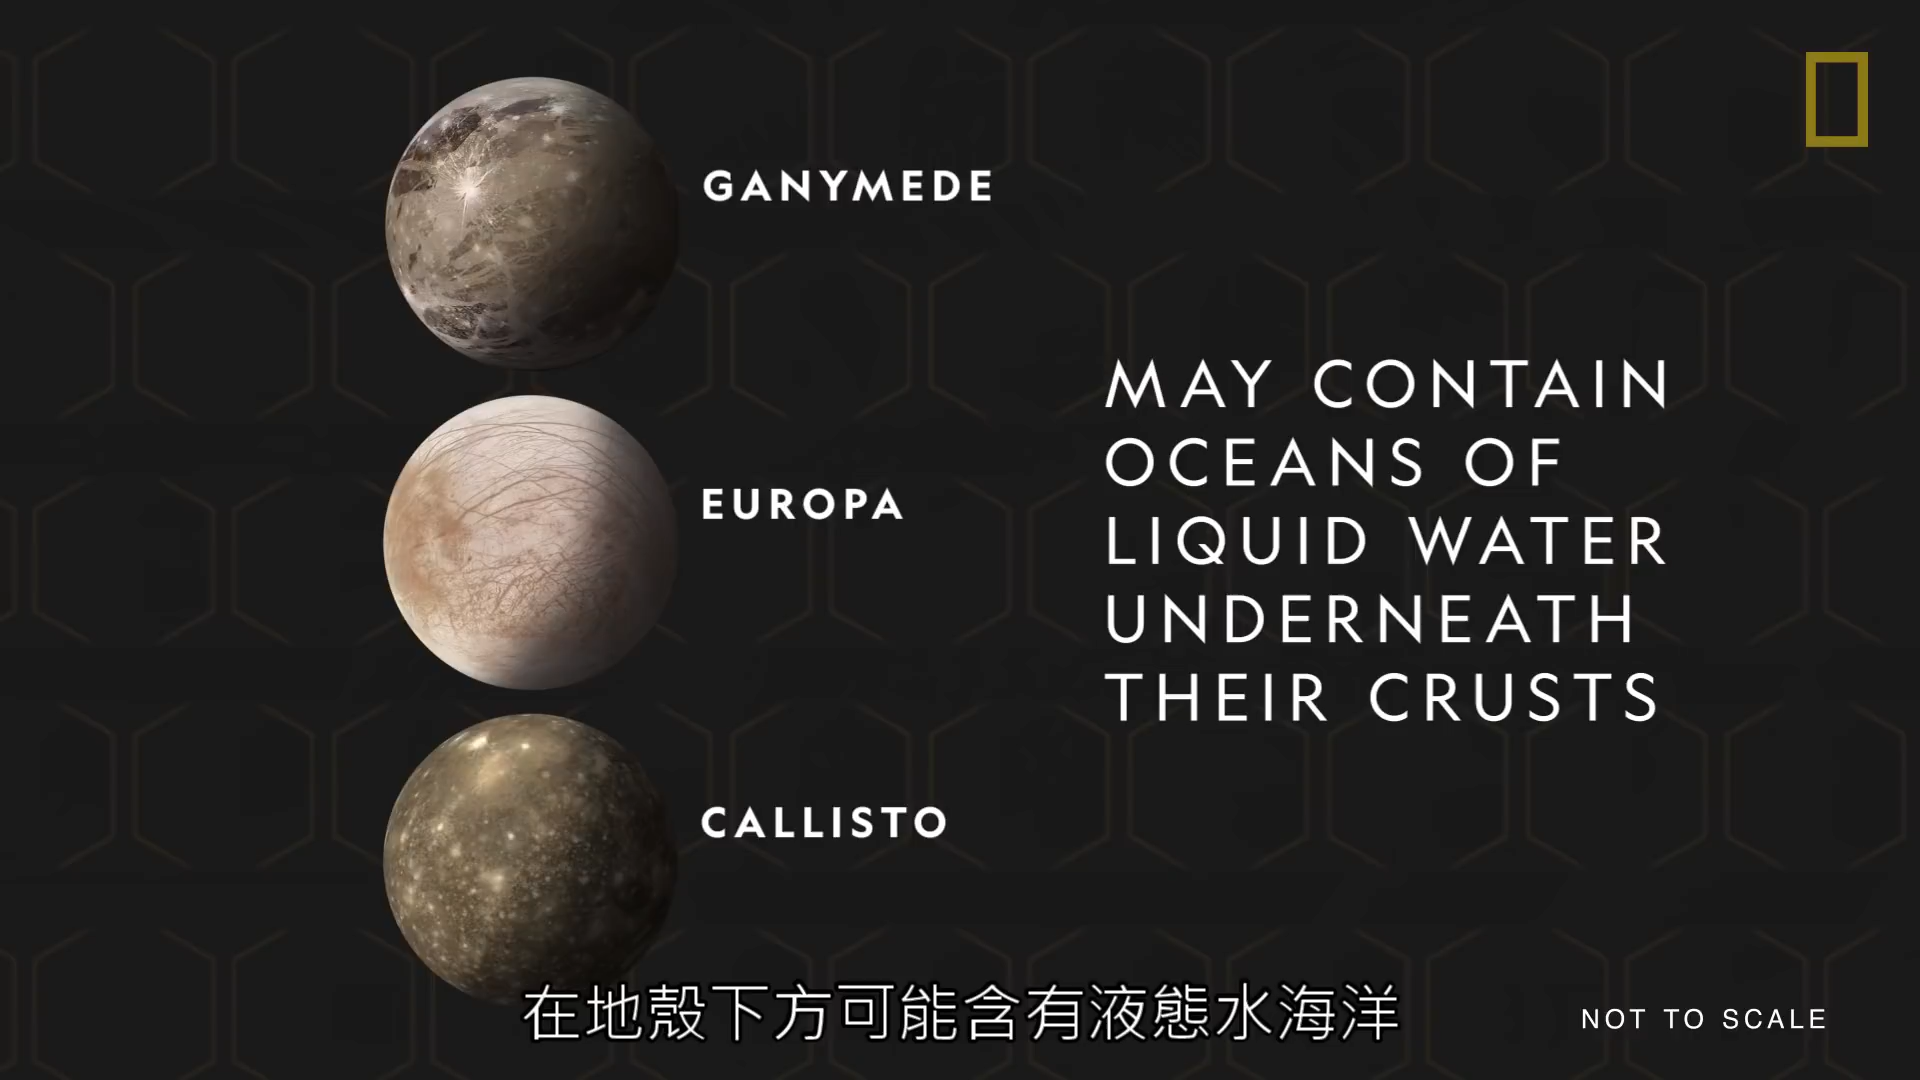 GANYMEDE
EUROPA
CALLISTO
MAY CONTAIN
OCEANS OF
LIQUID WATER
UNDERNEATH
THEIR CRUSTS
在地殼下方可能含有液態水海洋
NOT TO SCALE